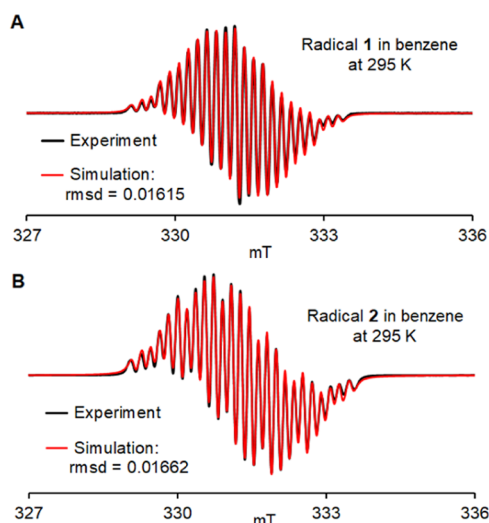 A
Radical 1 in benzene
at 295 K
Experiment
Simulation:
rmsd = 0.01615
327
330
333
336
mT
B
Radical 2 in benzene
at 295 K
Experiment
Simulation:
rmsd = 0.01662
327
330
333
336
mT